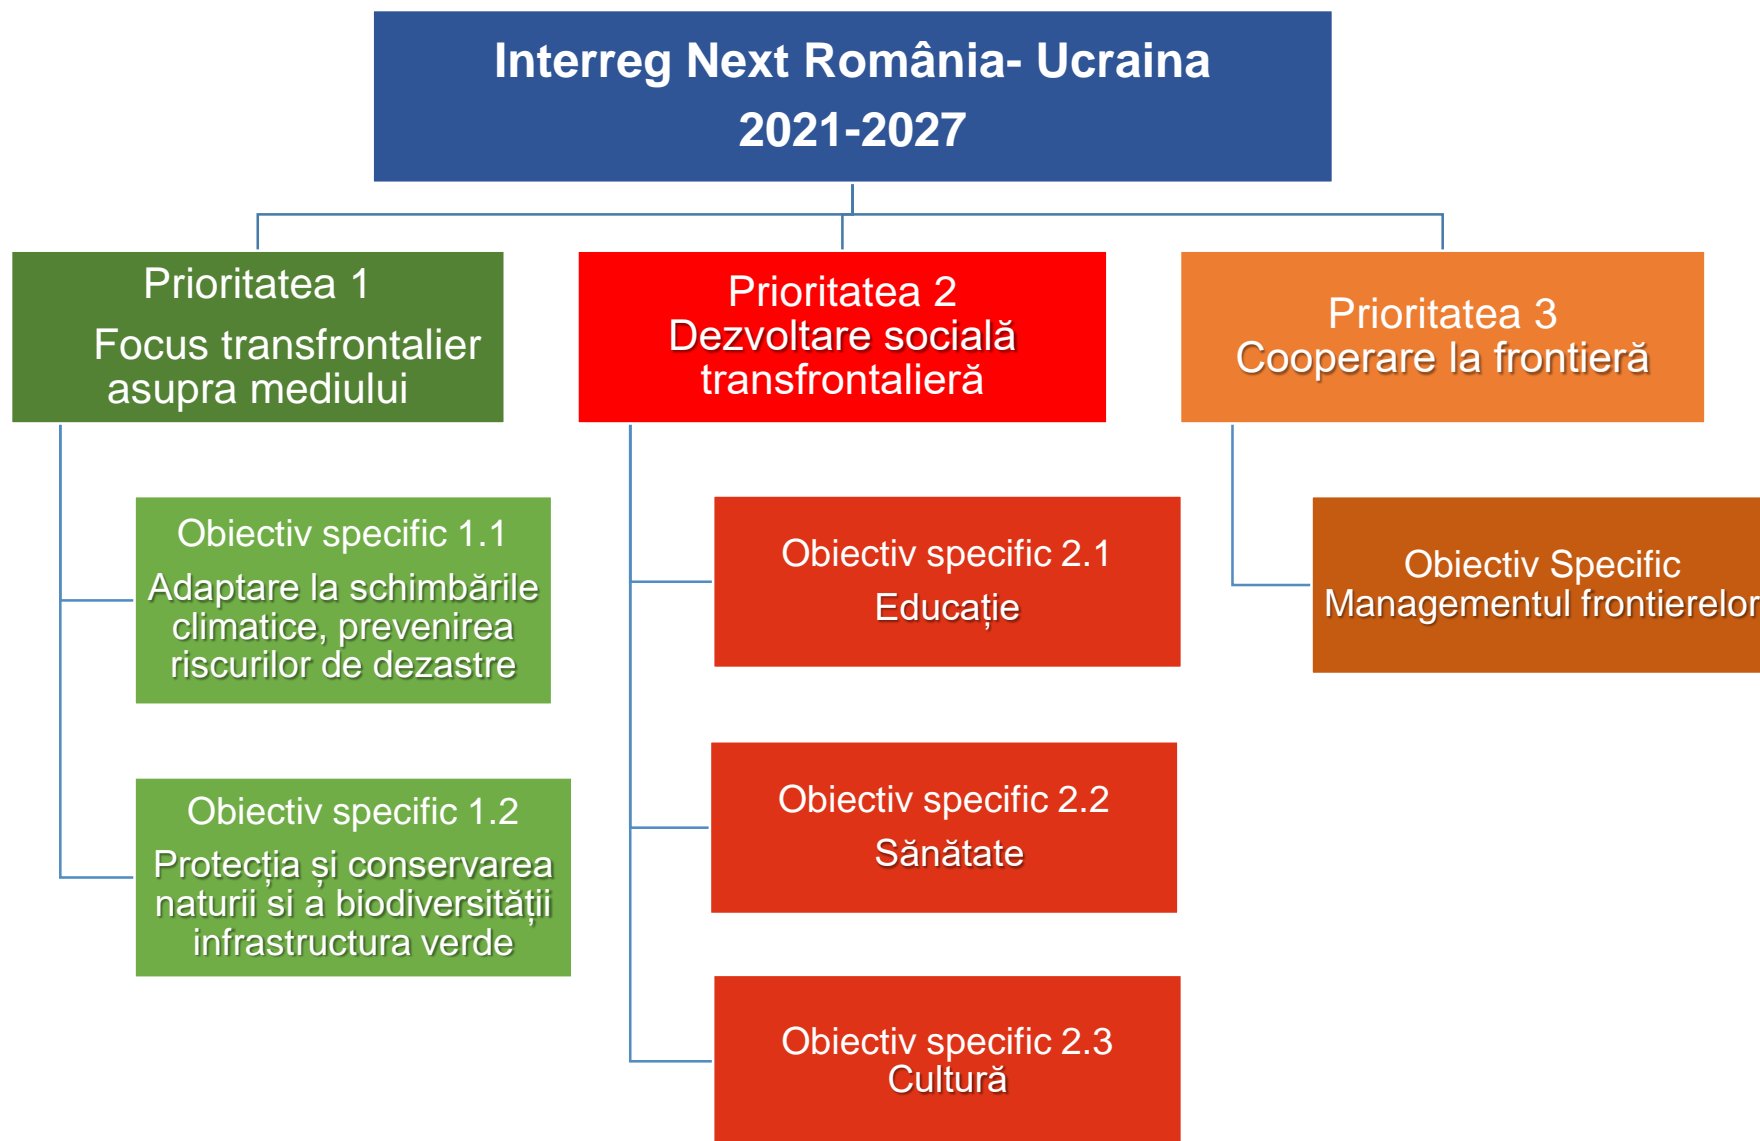 Interreg Next România- Ucraina
2021-2027
Prioritatea 1
Focus transfrontalier
asupra mediului
Prioritatea 2
Dezvoltare socială
transfrontalieră
Prioritatea 3
Cooperare la frontieră
Obiectiv specific 1.1
Adaptare la schimbările
climatice, prevenirea
riscurilor de dezastre
Obiectiv specific 1.2
Protecția și conservarea
naturii si a biodiversității
infrastructura verde
Obiectiv specific 2.1
Educație
Obiectiv specific 2.2
Sănătate
Obiectiv specific 2.3
Cultură
Obiectiv Specific
Managementul frontierelor